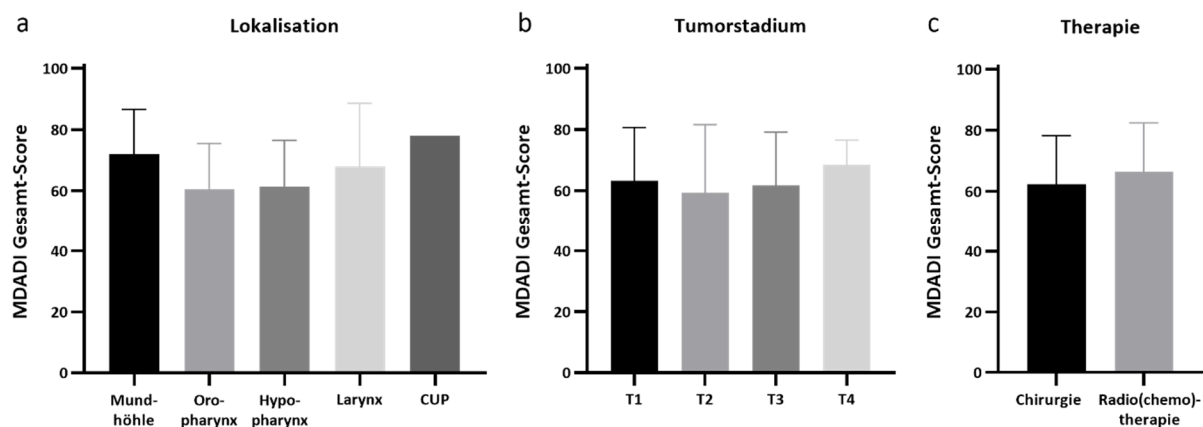 a
Lokalisation
MDADI Gesamt-Score
100
80
60
40
20
0
Mund-
höhle
Oro-
pharynx
Hypo-
pharynx
Larynx
CUP
b
Tumorstadium
MDADI Gesamt-Score
100
80
60
40
20
0
T1
T2
T3
T4
c
Therapie
MDADI Gesamt-Score
100
80
60
40
20
0
Chirurgie
Radio(chemo)-
therapie